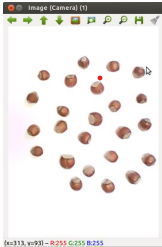 Image (Camera) (1)
(x=313, y=93) ~ R:255 G:255 B:255